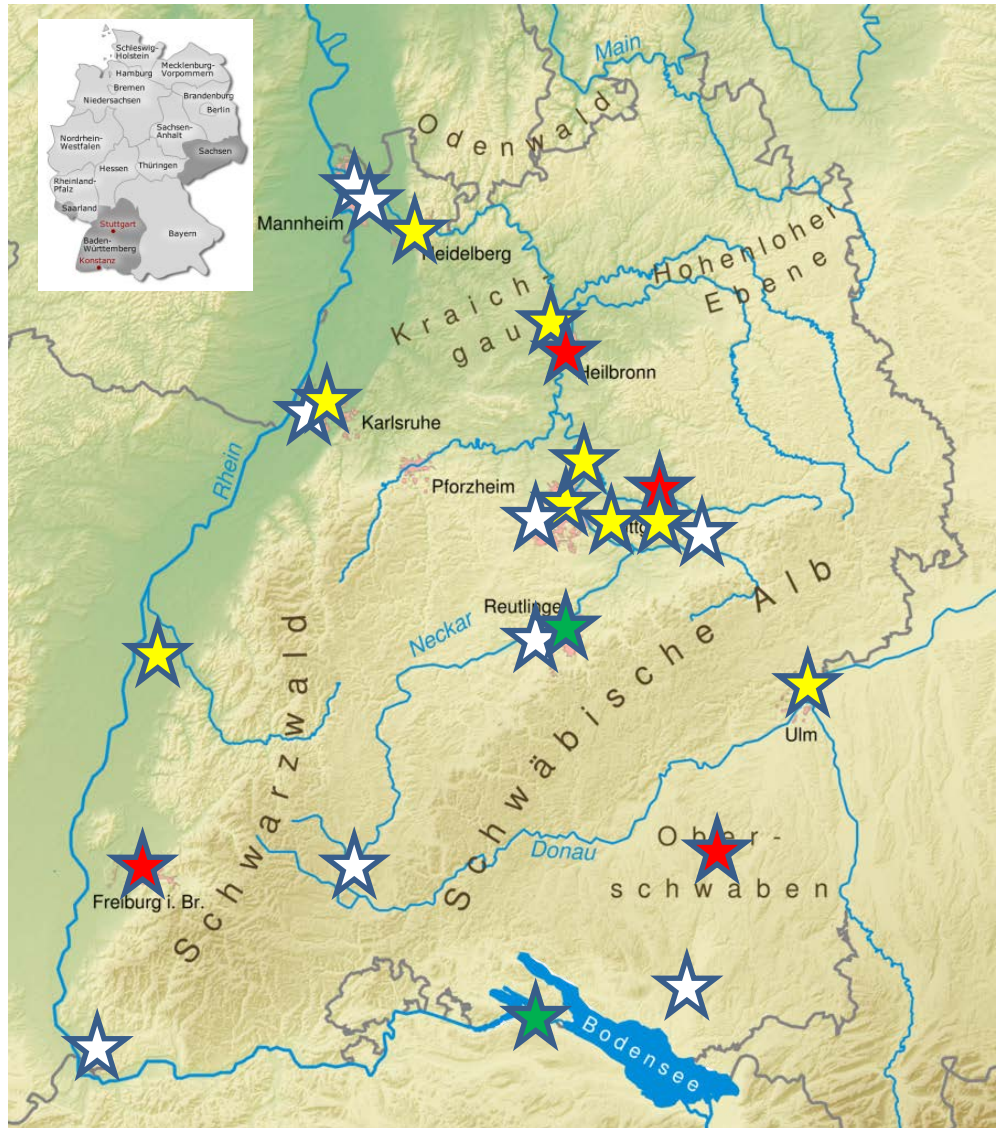 Schleswig-
Holstein
Mecklenburg-
Vorpommern
Hamburg
Bremen
Niedersachsen
Brandenburg
Berlin
Sachsen-
Anhalt
Nordrhein-
Westfalen
Sachsen
Hessen
Thüringen
Rheinland-
Pfalz
Saarland
Stuttgart
Baden-
Württemberg
Bayern
Konstanz
Main
Odenwald
Mannheim
Heidelberg
Hohenloher
Ebene
Kraich-
gau
Heilbronn
Karlsruhe
Rhein
Pforzheim
Reutlingen
Neckar
Schwäbische Alb
Schwarzwald
Ulm
Donau
Ober-
schwaben
Freiburg i. Br.
Bodensee